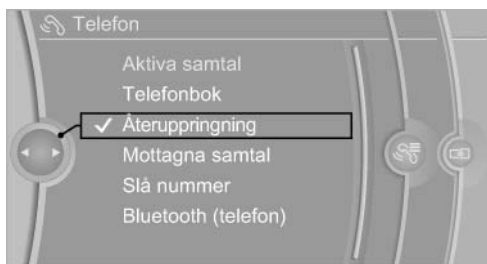 Telefon
Aktiva samtal
Telefonbok
Återuppringning
Mottagna samtal
Slå nummer
Bluetooth (telefon)